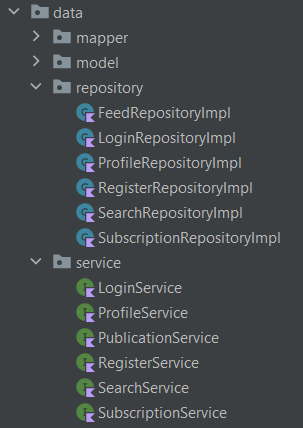 data
mapper
model
repository
FeedRepositoryImpl
LoginRepositoryImpl
ProfileRepositoryImpl
RegisterRepositoryImpl
SearchRepositoryImpl
SubscriptionRepositoryImpl
service
LoginService
ProfileService
PublicationService
RegisterService
SearchService
SubscriptionService